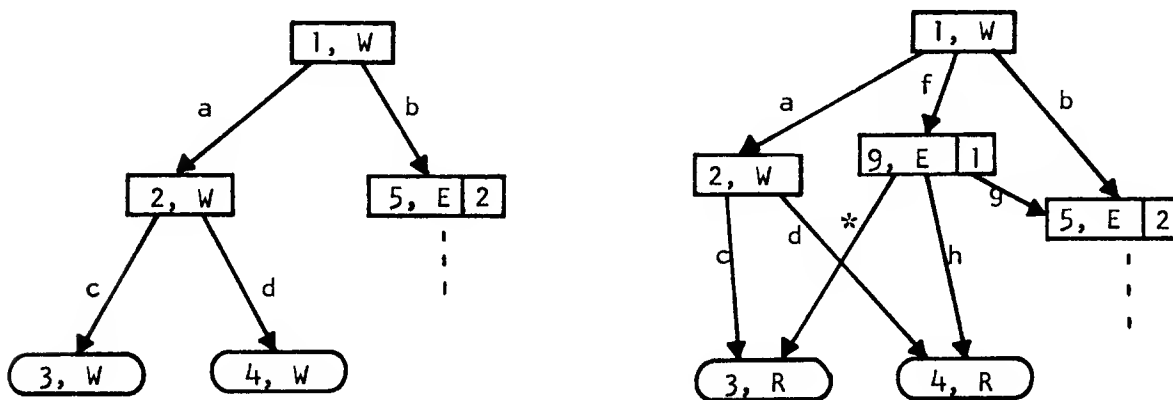 1, W
a
b
2, W
5, E 2
c
d
3, W
4, W
1, W
a
f
b
9, E 1
2, W
g
5, E 2
*
c
d
h
3, R
4, R